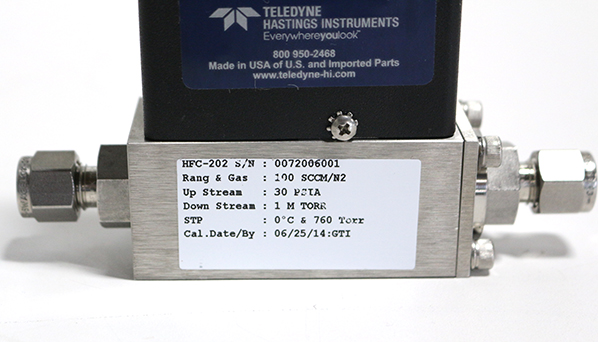 TELEDYNE
HASTINGS INSTRUMENTS
Everywhereyoulook™
800 950-2468
Made in USA of U.S. and Imported Parts
www.teledyne-hi.com
HFC-202 S/N : 0072006001
Rang & Gas : 100 SCCM/N2
Up Stream : 30 PSIA
Down Stream : 1 M TORR
STP : 0°C & 760 Torr
Cal.Date/By : 06/25/14:GTI